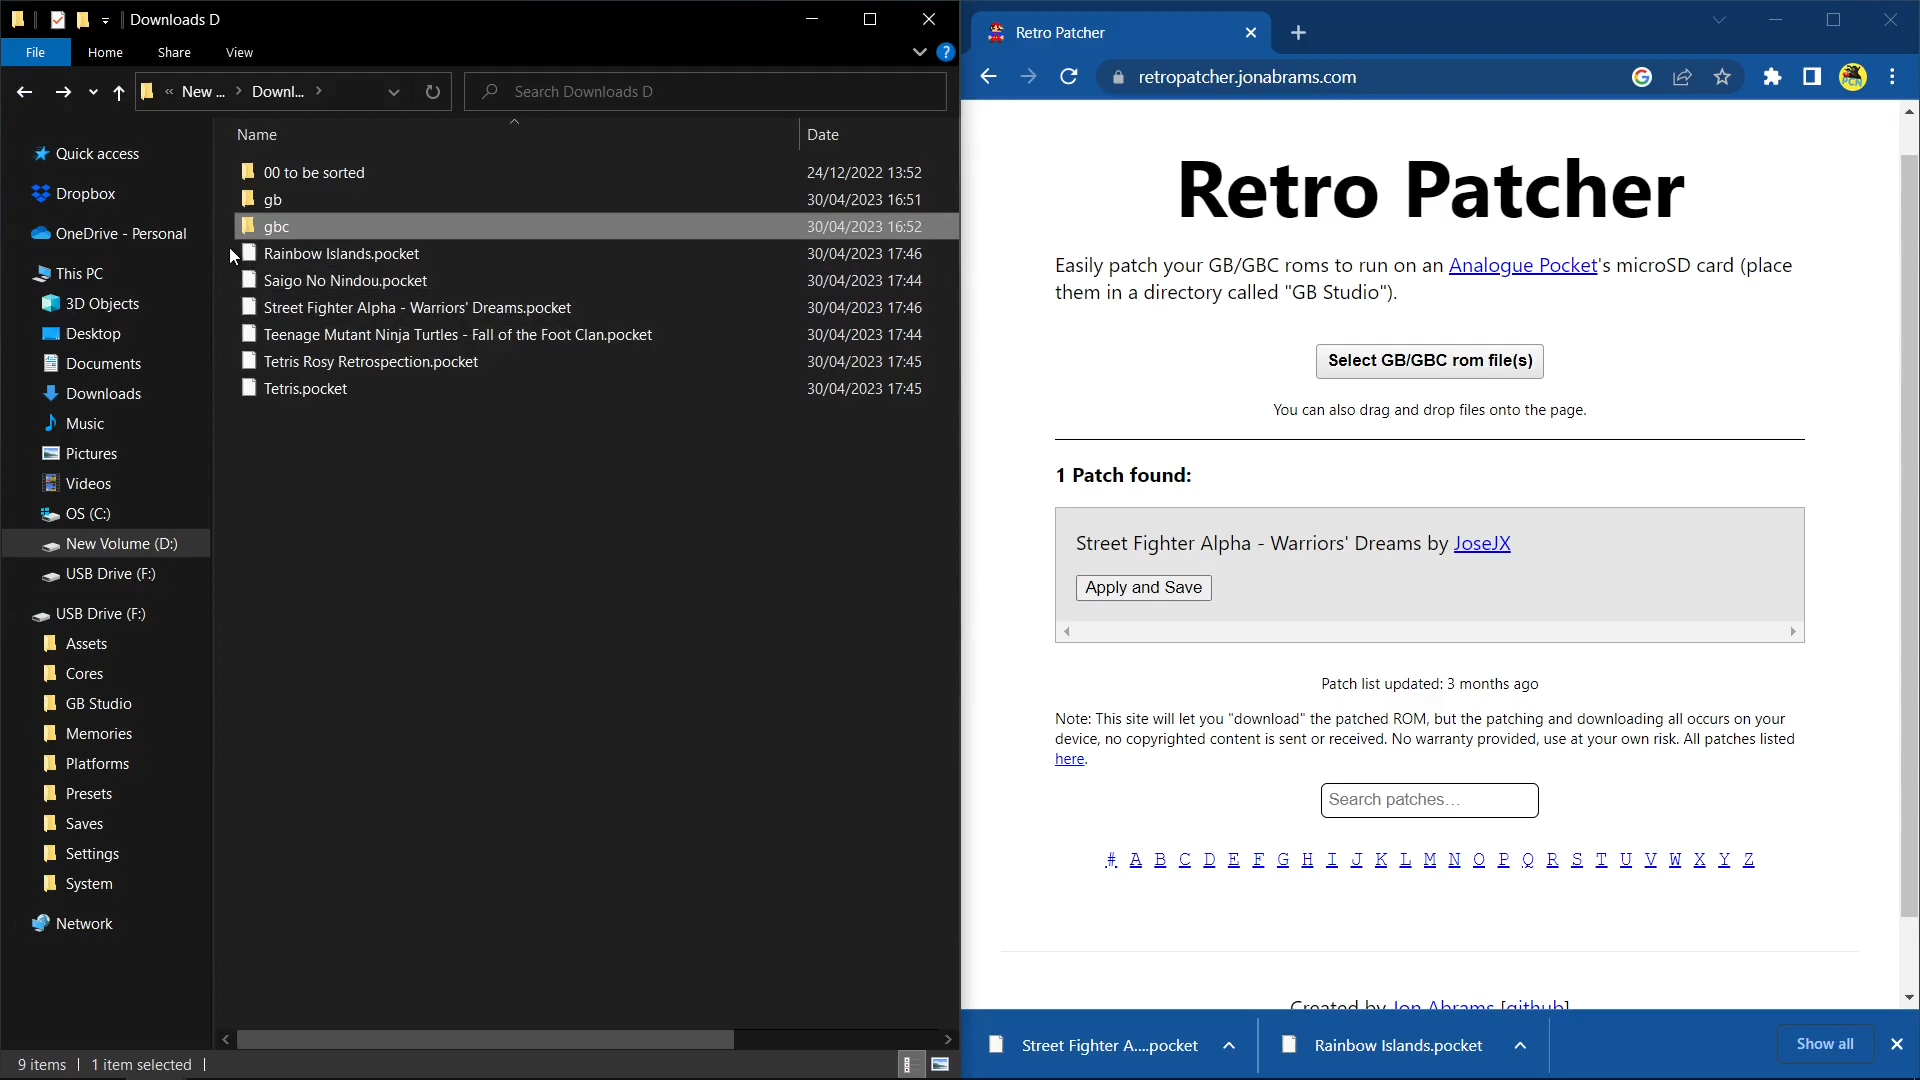 Downloads D
File Home Share View
« New ... > Downl... >
Search Downloads D
Name Date
Quick access
Dropbox
OneDrive - Personal
This PC
3D Objects
Desktop
Documents
Downloads
Music
Pictures
Videos
OS (C:)
New Volume (D:)
USB Drive (F:)
USB Drive (F:)
Assets
Cores
GB Studio
Memories
Platforms
Presets
Saves
Settings
System
Network
00 to be sorted 24/12/2022 13:52
gb 30/04/2023 16:51
gbc 30/04/2023 16:52
Rainbow Islands.pocket 30/04/2023 17:46
Saigo No Nindou.pocket 30/04/2023 17:44
Street Fighter Alpha - Warriors' Dreams.pocket 30/04/2023 17:46
Teenage Mutant Ninja Turtles - Fall of the Foot Clan.pocket 30/04/2023 17:44
Tetris Rosy Retrospection.pocket 30/04/2023 17:45
Tetris.pocket 30/04/2023 17:45
9 items | 1 item selected |
Retro Patcher
retropatcher.jonabrams.com
Retro Patcher
Easily patch your GB/GBC roms to run on an Analogue Pocket's microSD card (place
them in a directory called "GB Studio").
Select GB/GBC rom file(s)
You can also drag and drop files onto the page.
1 Patch found:
Street Fighter Alpha - Warriors' Dreams by JoseJX
Apply and Save
Patch list updated: 3 months ago
Note: This site will let you "download" the patched ROM, but the patching and downloading all occurs on your
device, no copyrighted content is sent or received. No warranty provided, use at your own risk. All patches listed
here.
Search patches...
# A B C D E F G H I J K L M N O P Q R S T U V W X Y Z
Created by Jon Abrams [github]
Street Fighter A....pocket
Rainbow Islands.pocket
Show all